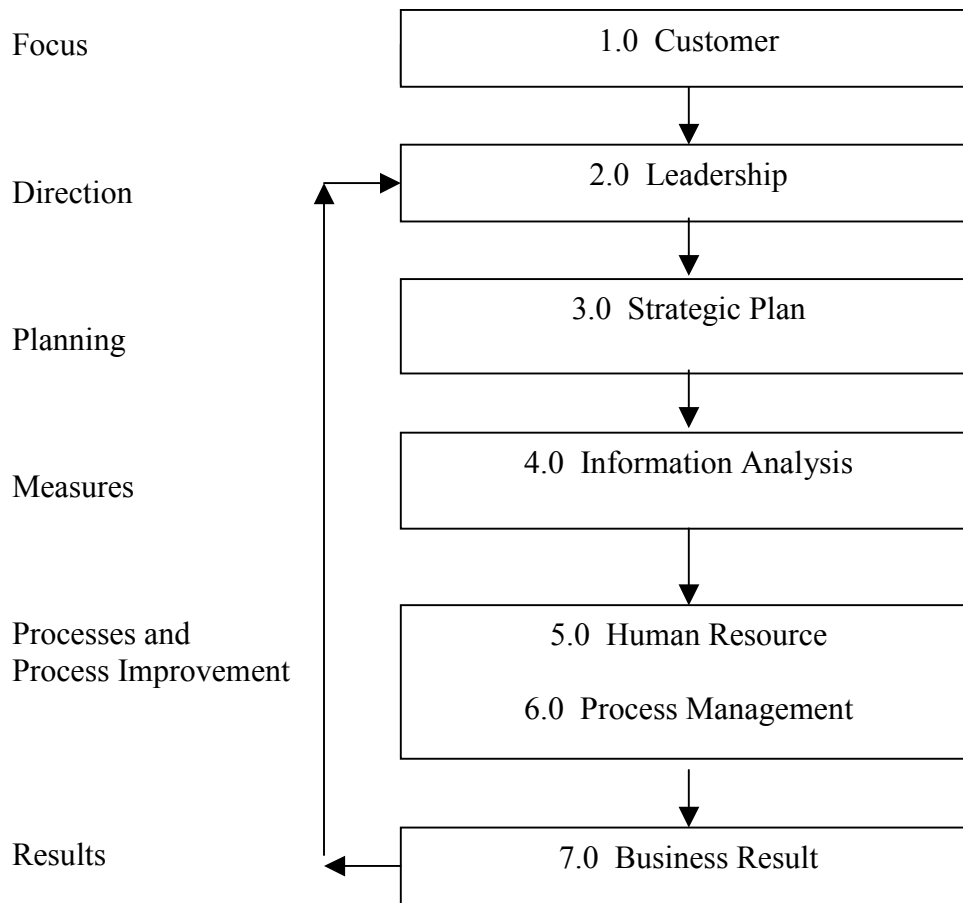 Focus
1.0 Customer
Direction
2.0 Leadership
Planning
3.0 Strategic Plan
Measures
4.0 Information Analysis
Processes and
Process Improvement
5.0 Human Resource
6.0 Process Management
Results
7.0 Business Result